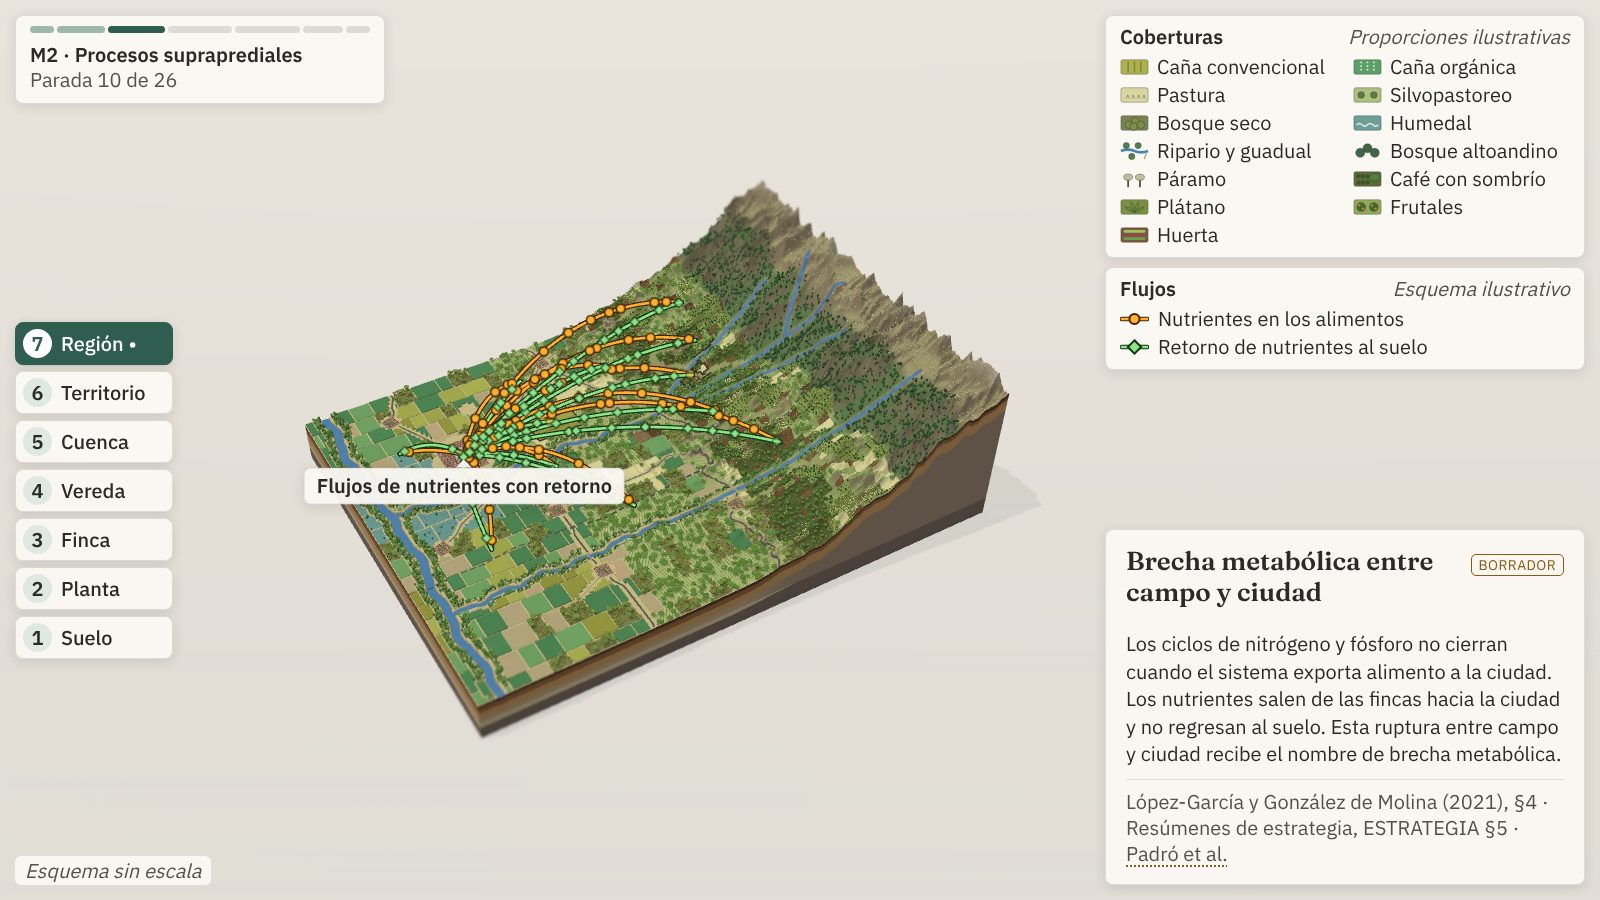 M2 · Procesos supraprediales
Parada 10 de 26
7 Región •
6 Territorio
5 Cuenca
4 Vereda
3 Finca
2 Planta
1 Suelo
Flujos de nutrientes con retorno
Esquema sin escala
Coberturas Proporciones ilustrativas
Caña convencional Caña orgánica
Pastura Silvopastoreo
Bosque seco Humedal
Ripario y guadual Bosque altoandino
Páramo Café con sombrío
Plátano Frutales
Huerta
Flujos Esquema ilustrativo
Nutrientes en los alimentos
Retorno de nutrientes al suelo
Brecha metabólica entre
campo y ciudad
BORRADOR
Los ciclos de nitrógeno y fósforo no cierran
cuando el sistema exporta alimento a la ciudad.
Los nutrientes salen de las fincas hacia la ciudad
y no regresan al suelo. Esta ruptura entre campo
y ciudad recibe el nombre de brecha metabólica.
López-García y González de Molina (2021), §4 ·
Resúmenes de estrategia, ESTRATEGIA §5 ·
Padró et al.